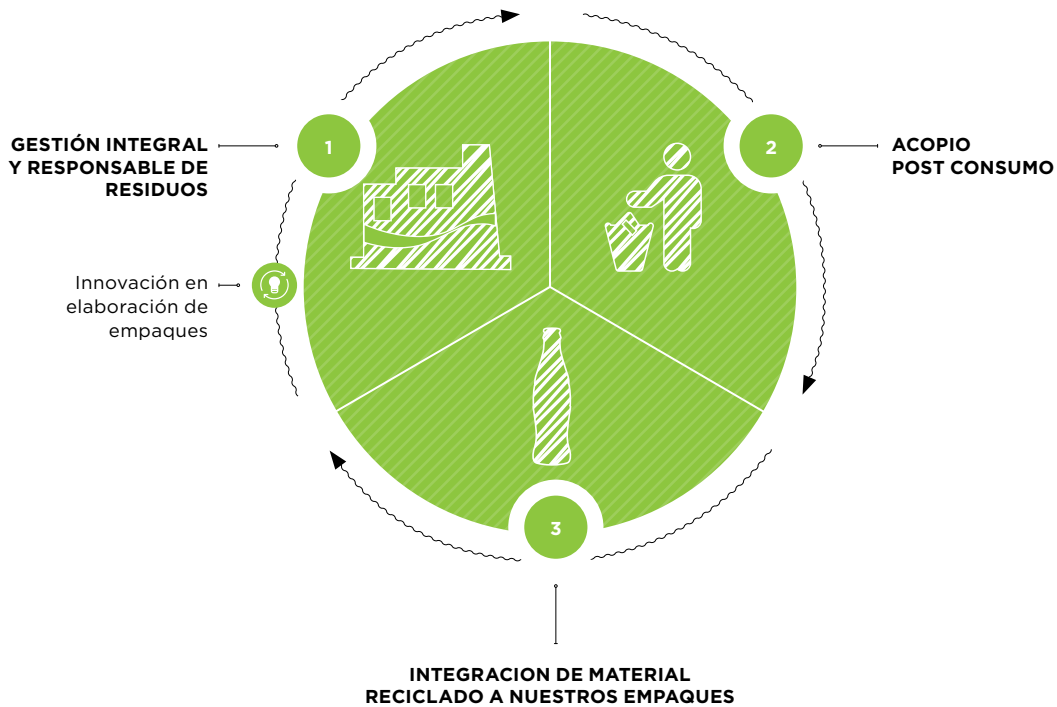 1
GESTIÓN INTEGRAL
Y RESPONSABLE DE
RESIDUOS
2
ACOPIO
POST CONSUMO
Innovación en
elaboración de
empaques
3
INTEGRACION DE MATERIAL
RECICLADO A NUESTROS EMPAQUES